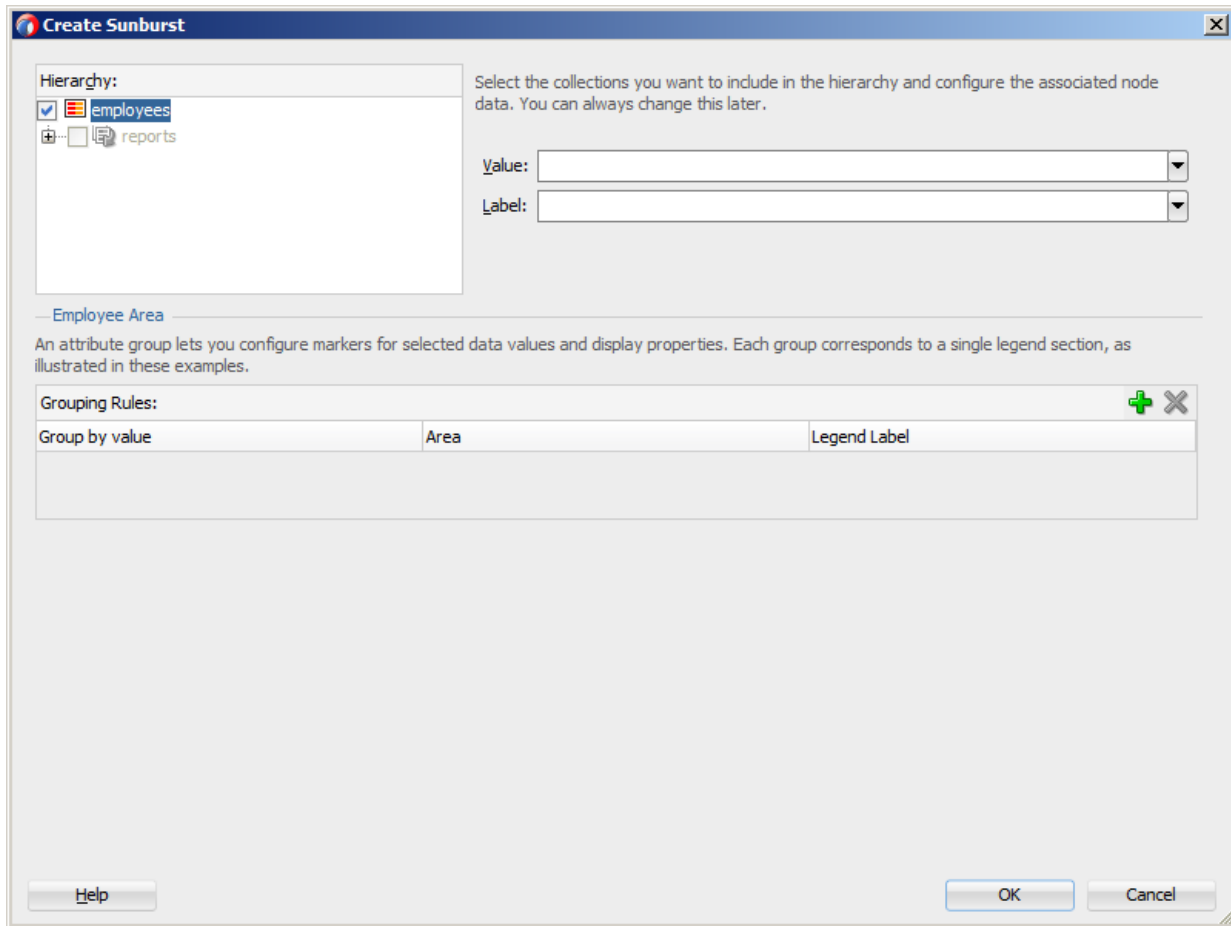 Create Sunburst
Hierarchy:
employees
reports
Select the collections you want to include in the hierarchy and configure the associated node
data. You can always change this later.
Value:
Label:
Employee Area
An attribute group lets you configure markers for selected data values and display properties. Each group corresponds to a single legend section, as
illustrated in these examples.
Grouping Rules:
Group by value Area Legend Label
Help OK Cancel